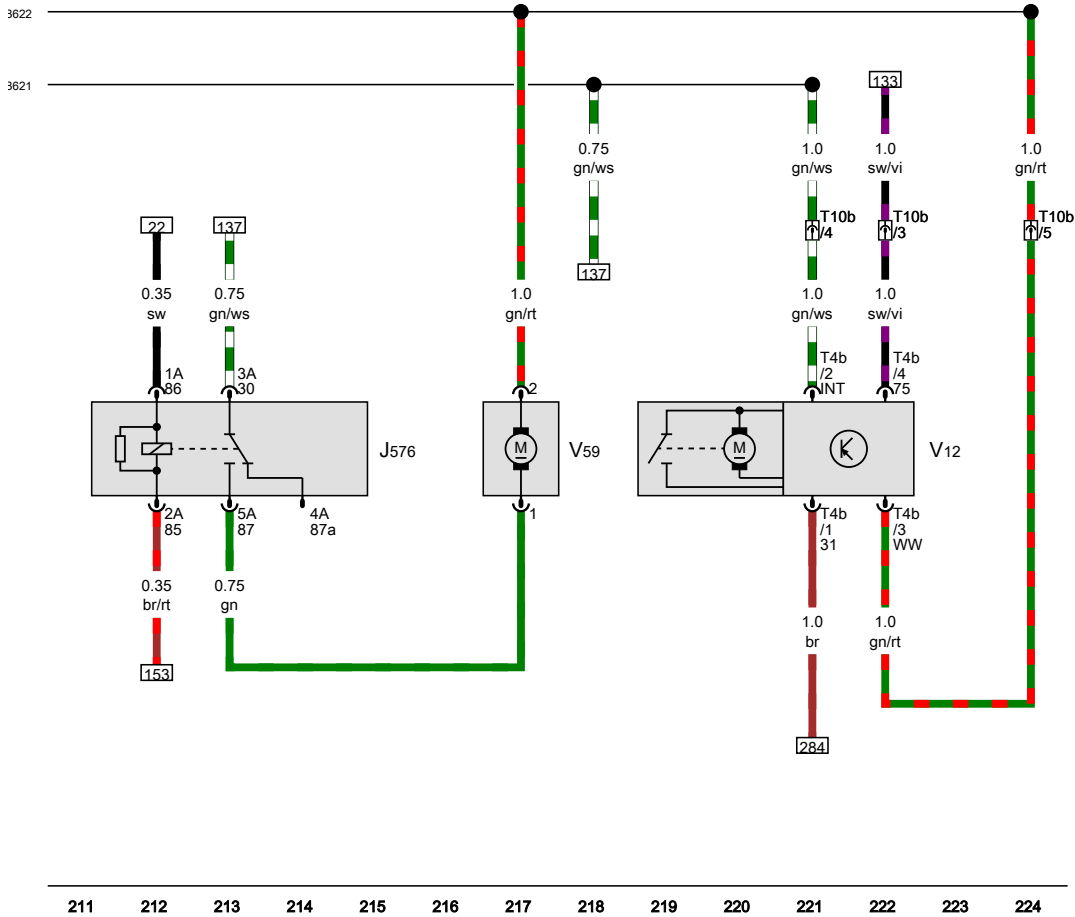 3622
3621
133
0.75
gn/ws
1.0
gn/ws
1.0
sw/vi
1.0
gn/rt
22
137
T10b
/4
T10b
/3
T10b
/5
137
0.35
sw
0.75
gn/ws
1.0
gn/rt
1.0
gn/ws
1.0
sw/vi
1A
86
3A
30
2
T4b
/2
INT
T4b
/4
75
J576
M
V59
M
V12
2A
85
5A
87
4A
87a
1
T4b
/1
31
T4b
/3
WW
0.35
br/rt
0.75
gn
1.0
br
1.0
gn/rt
153
284
211 212 213 214 215 216 217 218 219 220 221 222 223 224